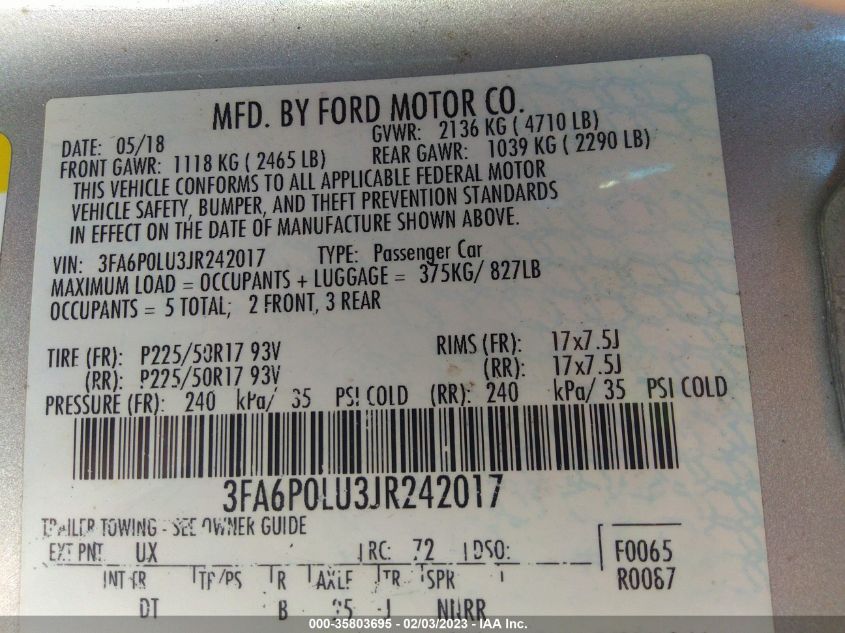 MFD. BY FORD MOTOR CO.
DATE: 05/18 GVWR: 2136 KG ( 4710 LB)
FRONT GAWR: 1118 KG ( 2465 LB) REAR GAWR: 1039 KG ( 2290 LB)
THIS VEHICLE CONFORMS TO ALL APPLICABLE FEDERAL MOTOR
VEHICLE SAFETY, BUMPER, AND THEFT PREVENTION STANDARDS
IN EFFECT ON THE DATE OF MANUFACTURE SHOWN ABOVE.
VIN: 3FA6P0LU3JR242017 TYPE: Passenger Car
MAXIMUM LOAD = OCCUPANTS + LUGGAGE = 375KG/ 827LB
OCCUPANTS = 5 TOTAL; 2 FRONT, 3 REAR
TIRE (FR): P225/50R17 93V RIMS (FR): 17x7.5J
(RR): P225/50R17 93V (RR): 17x7.5J
PRESSURE (FR): 240 kPa/ 35 PSI COLD (RR): 240 kPa/ 35 PSI COLD
3FA6P0LU3JR242017
TRAILER TOWING - SEE OWNER GUIDE
EXT PNT UX RC: 72 DSO: F0065
INT TR TP/PS R AXLE TR SPR R0087
DT B J
000-35803695 - 02/03/2023 - IAA Inc.